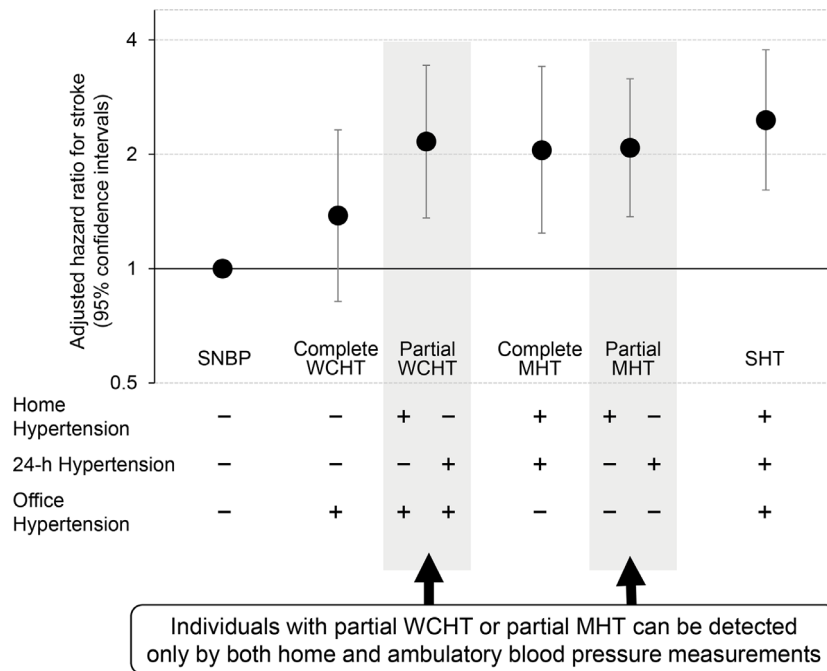 Adjusted hazard ratio for stroke
(95% confidence intervals)
4
2
1
0.5
SNBP
Complete
WCHT
Partial
WCHT
Complete
MHT
Partial
MHT
SHT
Home
Hypertension
− − + − + + − +
24-h Hypertension
− − − + + − + +
Office
Hypertension
− + + + − − − +
Individuals with partial WCHT or partial MHT can be detected
only by both home and ambulatory blood pressure measurements